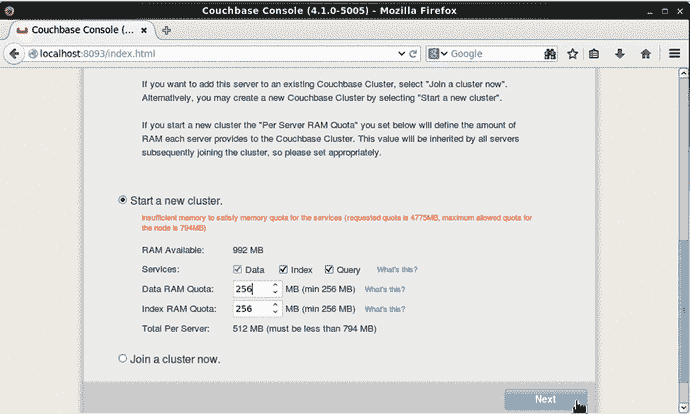 Couchbase Console (4.1.0-5005) - Mozilla Firefox
Couchbase Console (...
localhost:8093/index.html
Google
If you want to add this server to an existing Couchbase Cluster, select "Join a cluster now".
Alternatively, you may create a new Couchbase Cluster by selecting "Start a new cluster".
If you start a new cluster the "Per Server RAM Quota" you set below will define the amount of
RAM each server provides to the Couchbase Cluster. This value will be inherited by all servers
subsequently joining the cluster, so please set appropriately.
Start a new cluster.
Insufficient memory to satisfy memory quota for the services (requested quota is 4775MB, maximum allowed quota for
the node is 794MB)
RAM Available: 992 MB
Services: Data Index Query What's this?
Data RAM Quota: 256 MB (min 256 MB) What's this?
Index RAM Quota: 256 MB (min 256 MB) What's this?
Total Per Server: 512 MB (must be less than 794 MB)
Join a cluster now.
Next